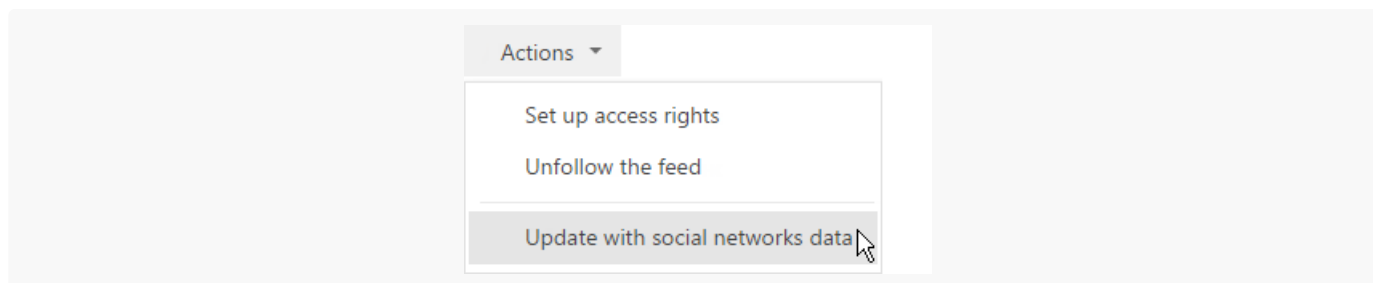 Actions
Set up access rights
Unfollow the feed
Update with social networks data